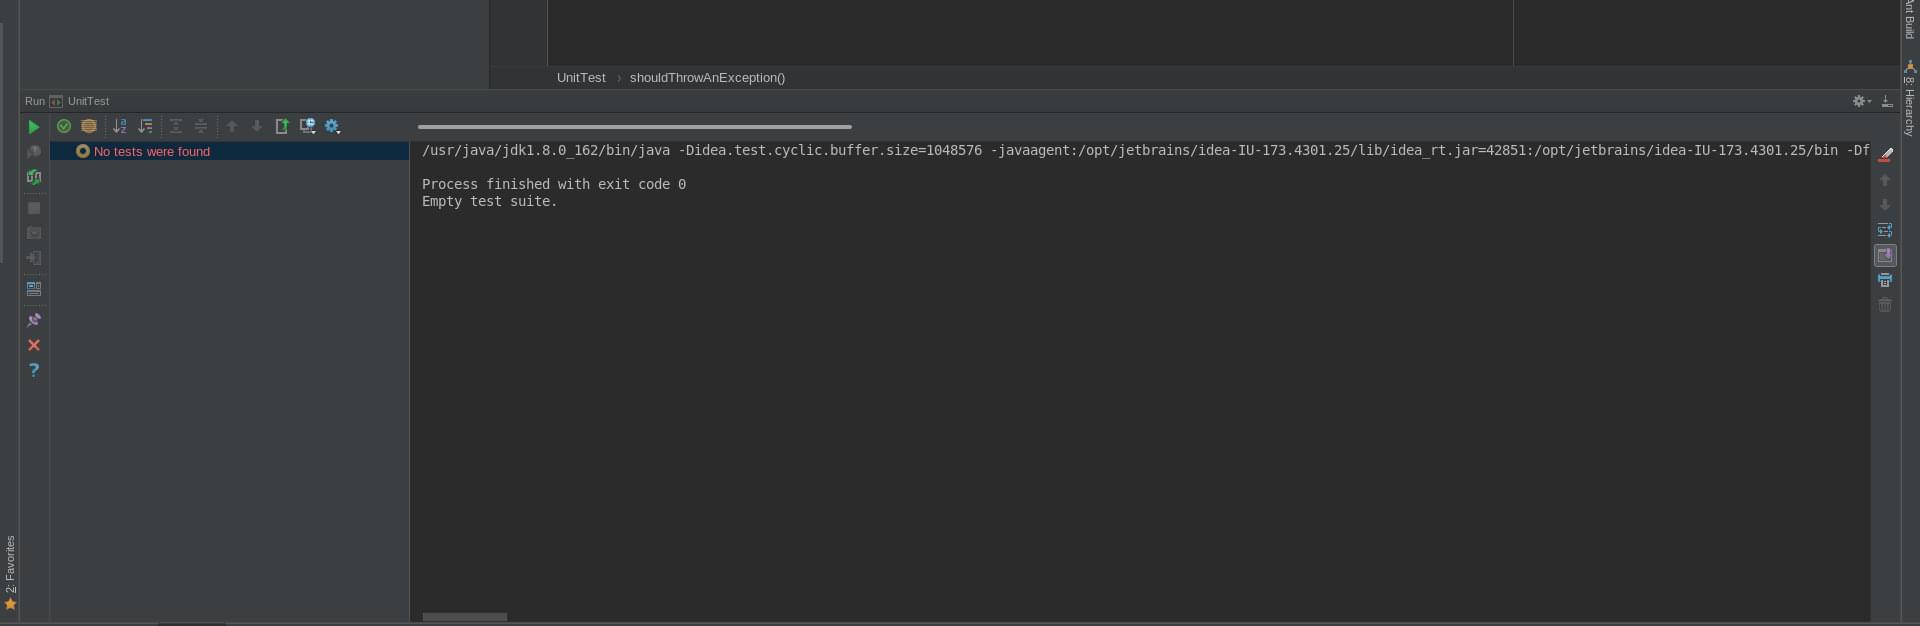 Ant Build
UnitTest › shouldThrowAnException()
Run UnitTest
8: Hierarchy
No tests were found
/usr/java/jdk1.8.0_162/bin/java -Didea.test.cyclic.buffer.size=1048576 -javaagent:/opt/jetbrains/idea-IU-173.4301.25/lib/idea_rt.jar=42851:/opt/jetbrains/idea-IU-173.4301.25/bin -Df
Process finished with exit code 0
Empty test suite.
2: Favorites